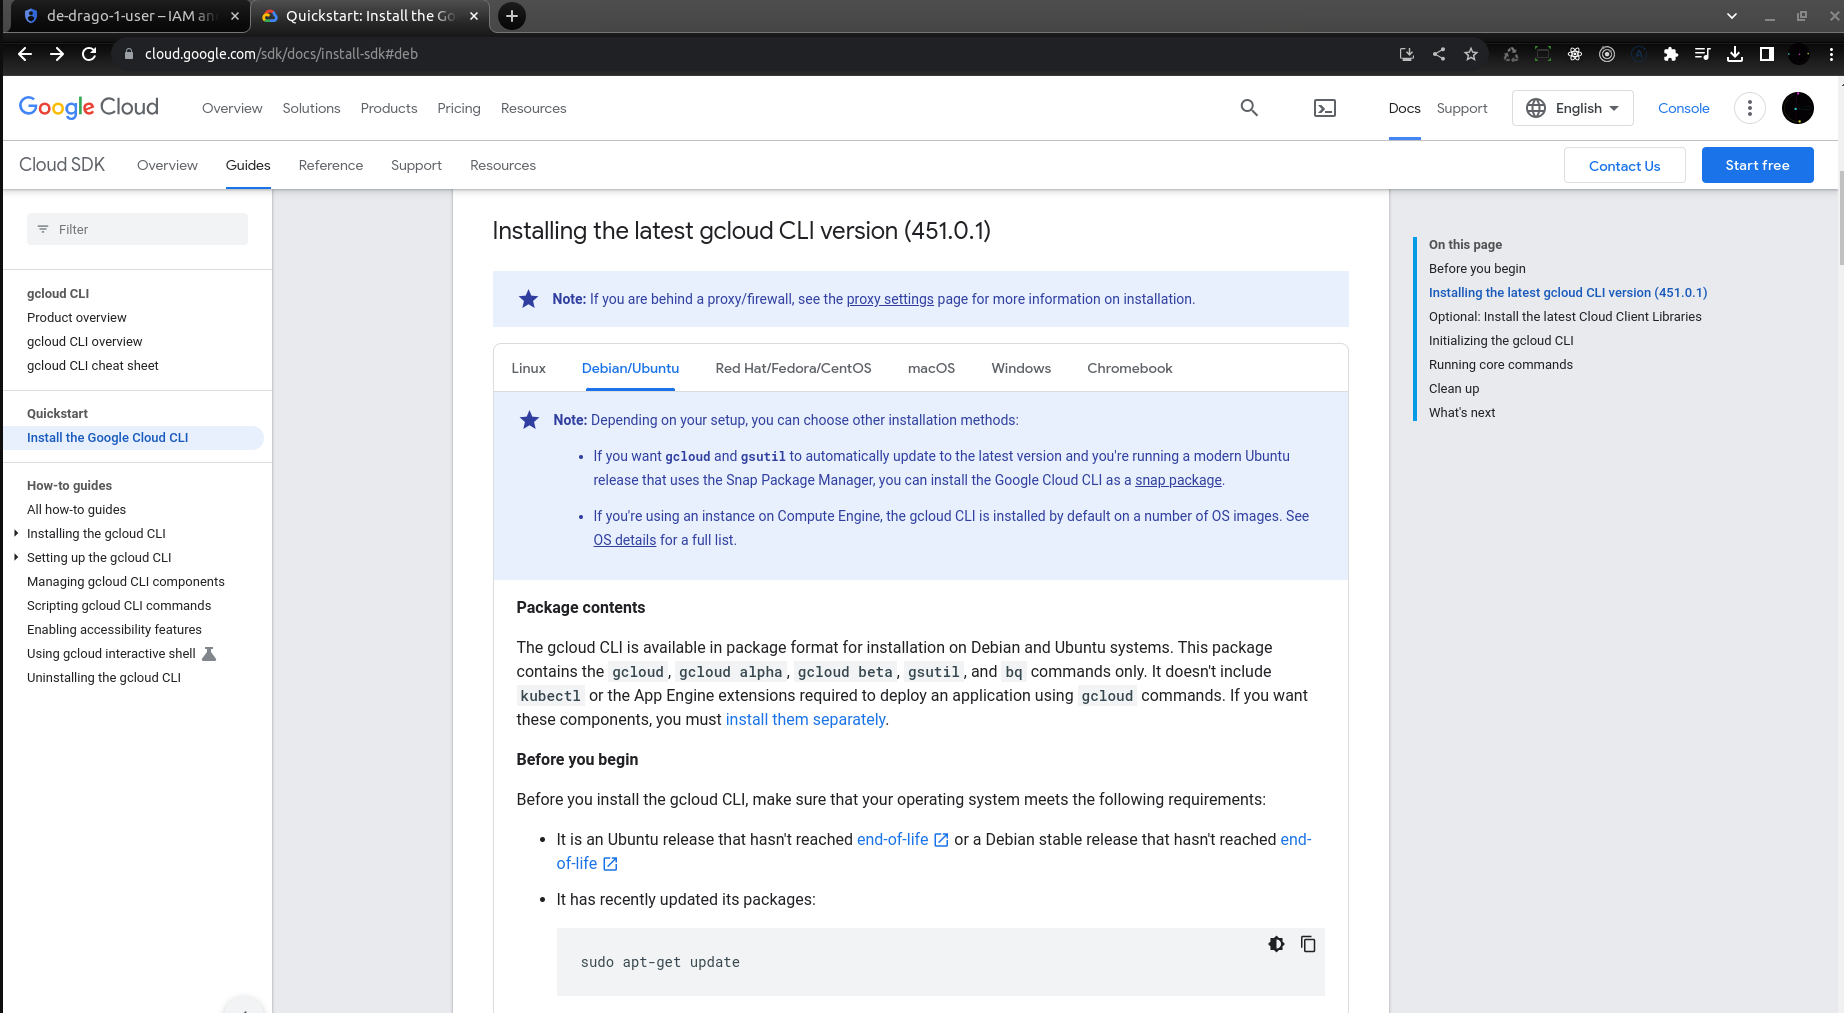 de-drago-1-user – IAM an
Quickstart: Install the Go
cloud.google.com/sdk/docs/install-sdk#deb
Google Cloud
Overview
Solutions
Products
Pricing
Resources
Docs
Support
English
Console
Cloud SDK
Overview
Guides
Reference
Support
Resources
Contact Us
Start free
Filter
gcloud CLI
Product overview
gcloud CLI overview
gcloud CLI cheat sheet
Quickstart
Install the Google Cloud CLI
How-to guides
All how-to guides
Installing the gcloud CLI
Setting up the gcloud CLI
Managing gcloud CLI components
Scripting gcloud CLI commands
Enabling accessibility features
Using gcloud interactive shell
Uninstalling the gcloud CLI
Installing the latest gcloud CLI version (451.0.1)
Note: If you are behind a proxy/firewall, see the proxy settings page for more information on installation.
Linux
Debian/Ubuntu
Red Hat/Fedora/CentOS
macOS
Windows
Chromebook
Note: Depending on your setup, you can choose other installation methods:
• If you want gcloud and gsutil to automatically update to the latest version and you're running a modern Ubuntu
release that uses the Snap Package Manager, you can install the Google Cloud CLI as a snap package.
• If you're using an instance on Compute Engine, the gcloud CLI is installed by default on a number of OS images. See
OS details for a full list.
Package contents
The gcloud CLI is available in package format for installation on Debian and Ubuntu systems. This package
contains the gcloud, gcloud alpha, gcloud beta, gsutil, and bq commands only. It doesn't include
kubectl or the App Engine extensions required to deploy an application using gcloud commands. If you want
these components, you must install them separately.
Before you begin
Before you install the gcloud CLI, make sure that your operating system meets the following requirements:
• It is an Ubuntu release that hasn't reached end-of-life or a Debian stable release that hasn't reached end-
of-life
• It has recently updated its packages:
sudo apt-get update
On this page
Before you begin
Installing the latest gcloud CLI version (451.0.1)
Optional: Install the latest Cloud Client Libraries
Initializing the gcloud CLI
Running core commands
Clean up
What's next